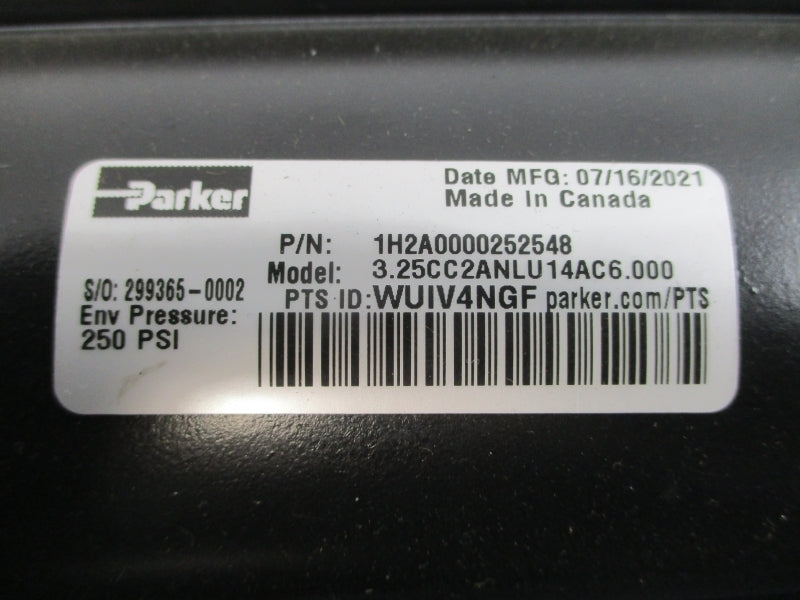 Parker
Date MFG: 07/16/2021
Made In Canada
P/N: 1H2A0000252548
Model: 3.25CC2ANLU14AC6.000
S/O: 299365-0002
PTS ID: WUIV4NGF parker.com/PTS
Env Pressure:
250 PSI